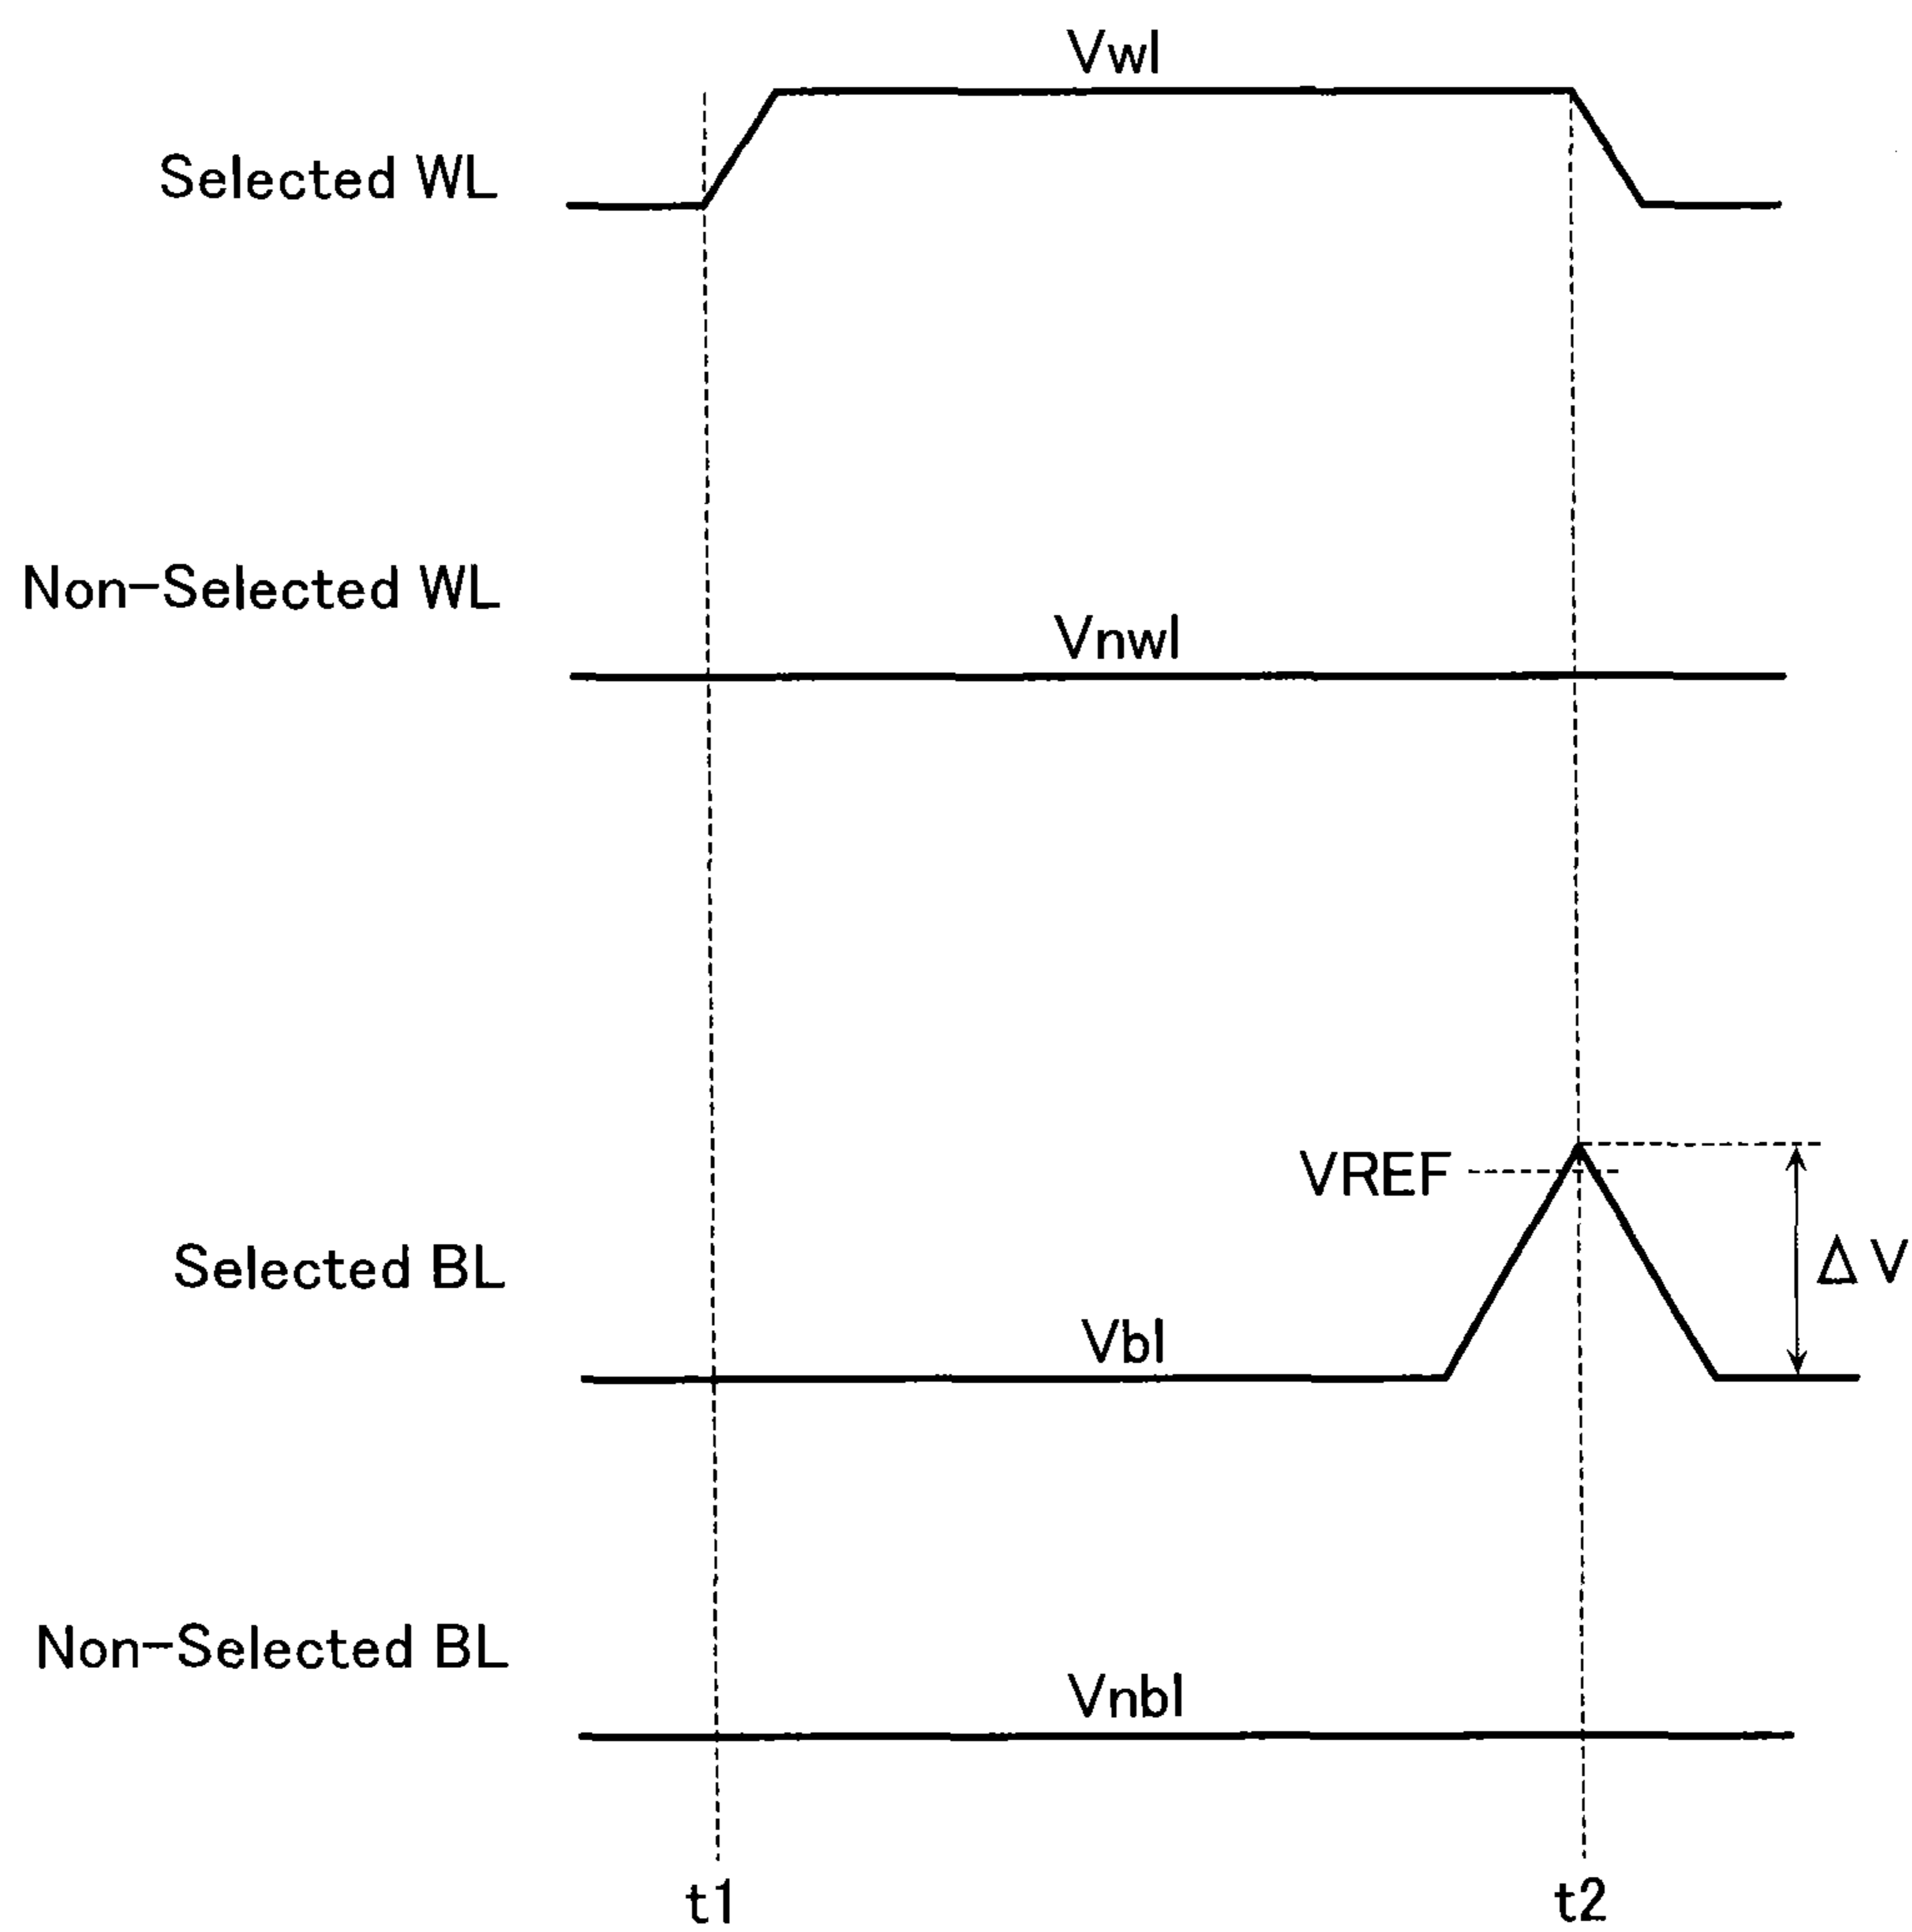 Vwl
Selected WL
Non-Selected WL
Vnwl
VREF
Selected BL
ΔV
Vbl
Non-Selected BL
Vnbl
t1
t2